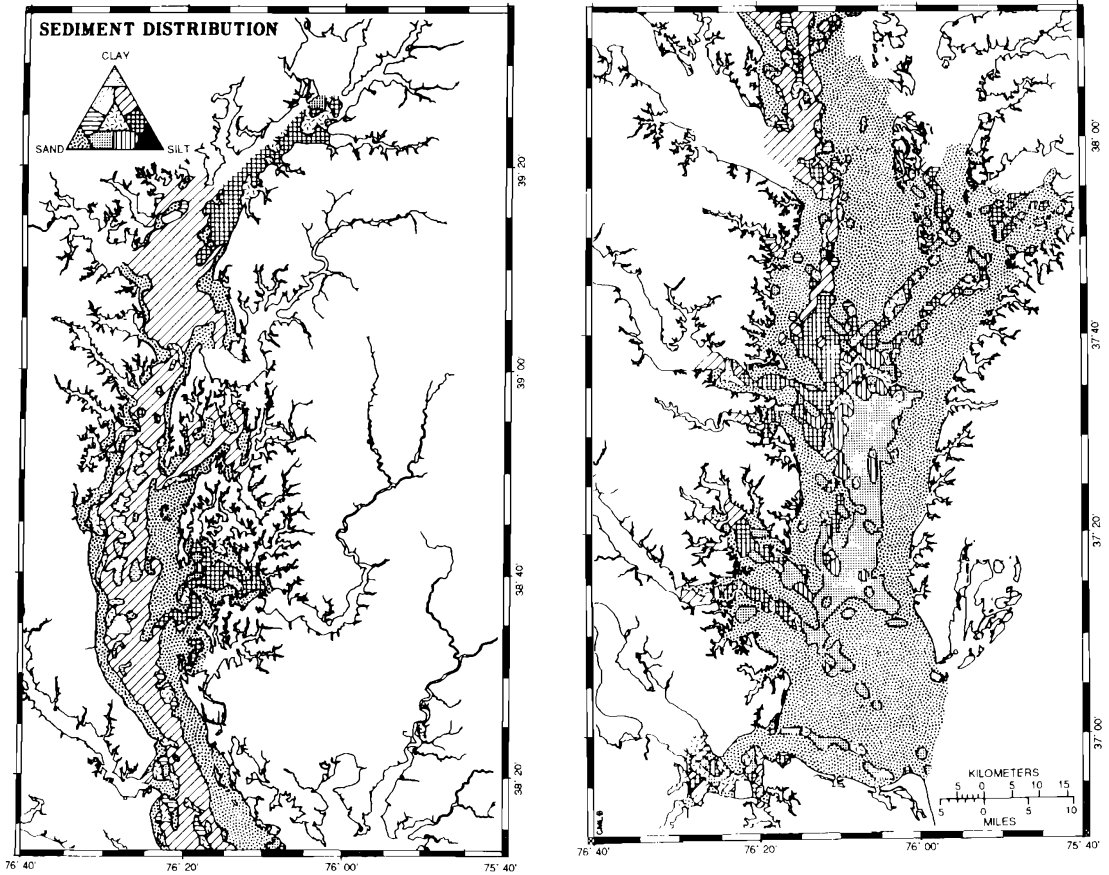 SEDIMENT DISTRIBUTION
CLAY
SAND
SILT
39° 20'
39° 00'
38° 40'
38° 20'
76° 40'
76° 20'
76° 00'
75° 40'
38° 00'
37° 40'
37° 20'
37° 00'
KILOMETERS
5 0 5 10 15
5 0 5 10
MILES
76° 40'
76° 20'
76° 00'
75° 40'